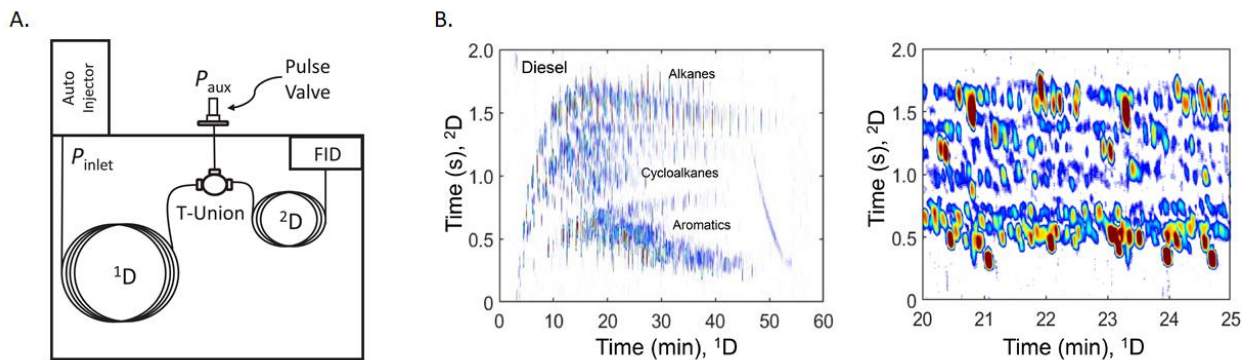 A.
Auto
Injector
P_aux
Pulse
Valve
P_inlet
FID
T-Union
¹D
²D
B.
Time (s), ²D
2.0
1.5
1.0
0.5
0
Diesel
Alkanes
Cycloalkanes
Aromatics
0 10 20 30 40 50 60
Time (min), ¹D
Time (s), ²D
2.0
1.5
1.0
0.5
0
20 21 22 23 24 25
Time (min), ¹D